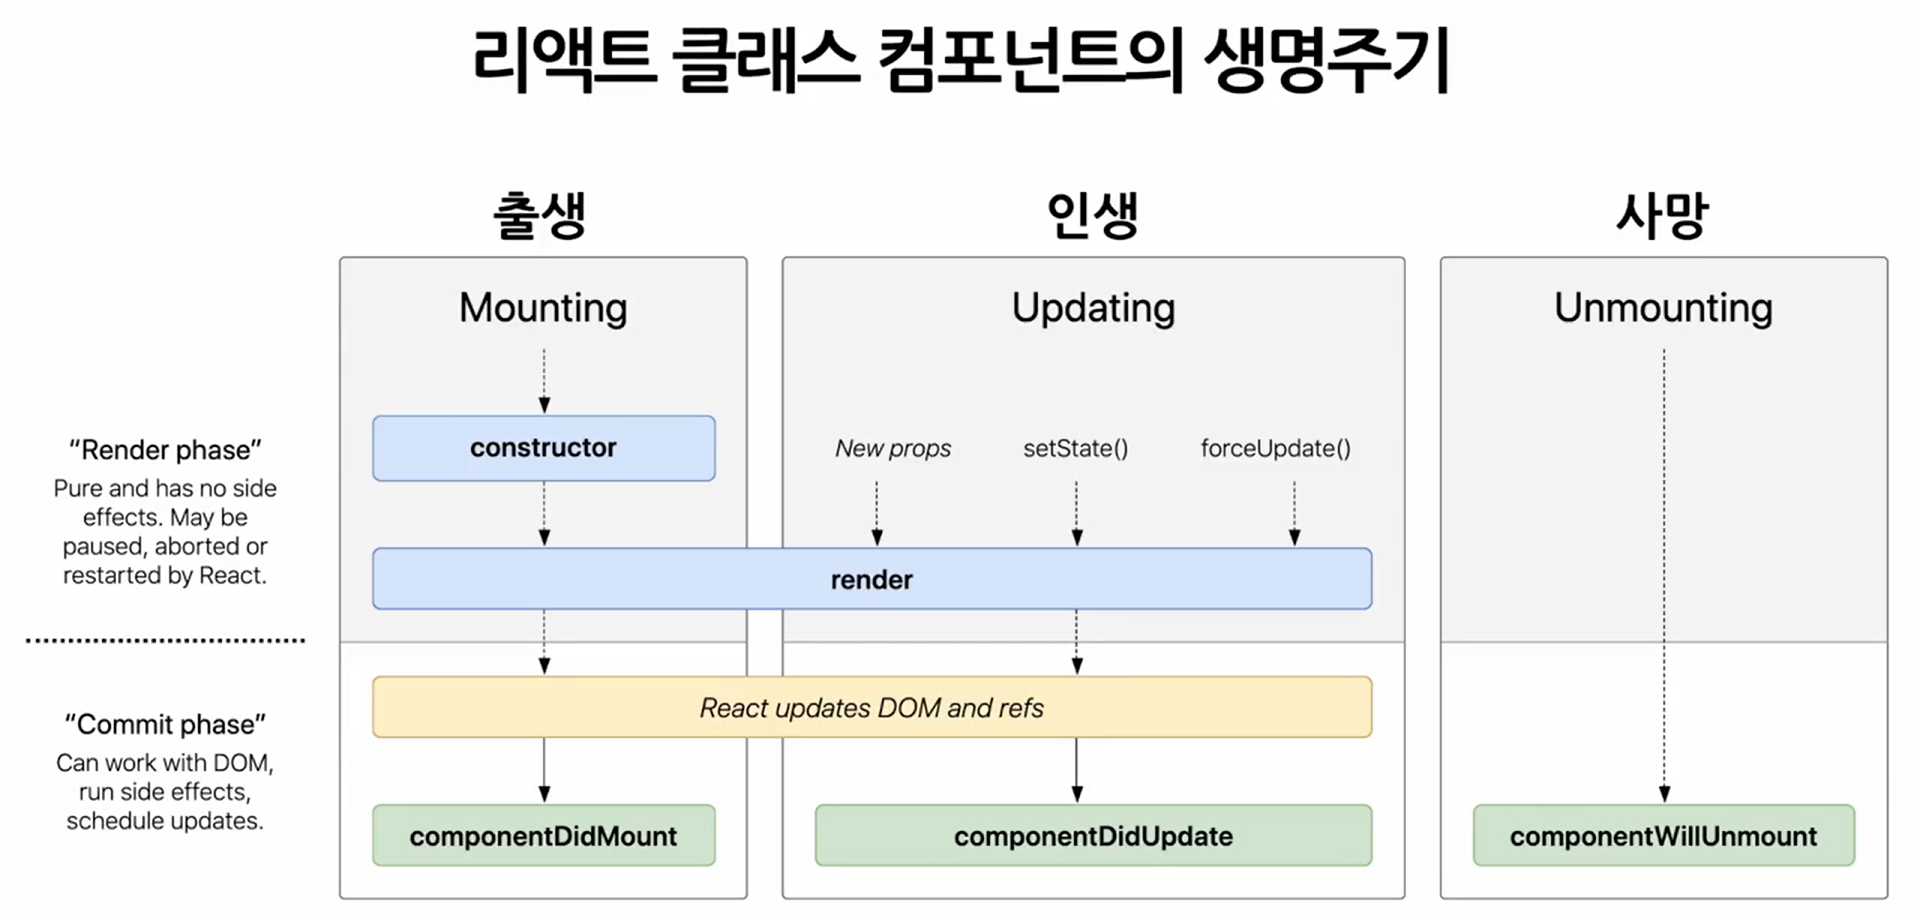 리액트 클래스 컴포넌트의 생명주기
출생
인생
사망
Mounting
Updating
Unmounting
“Render phase”
Pure and has no side
effects. May be
paused, aborted or
restarted by React.
constructor
New props
setState()
forceUpdate()
render
“Commit phase”
Can work with DOM,
run side effects,
schedule updates.
React updates DOM and refs
componentDidMount
componentDidUpdate
componentWillUnmount